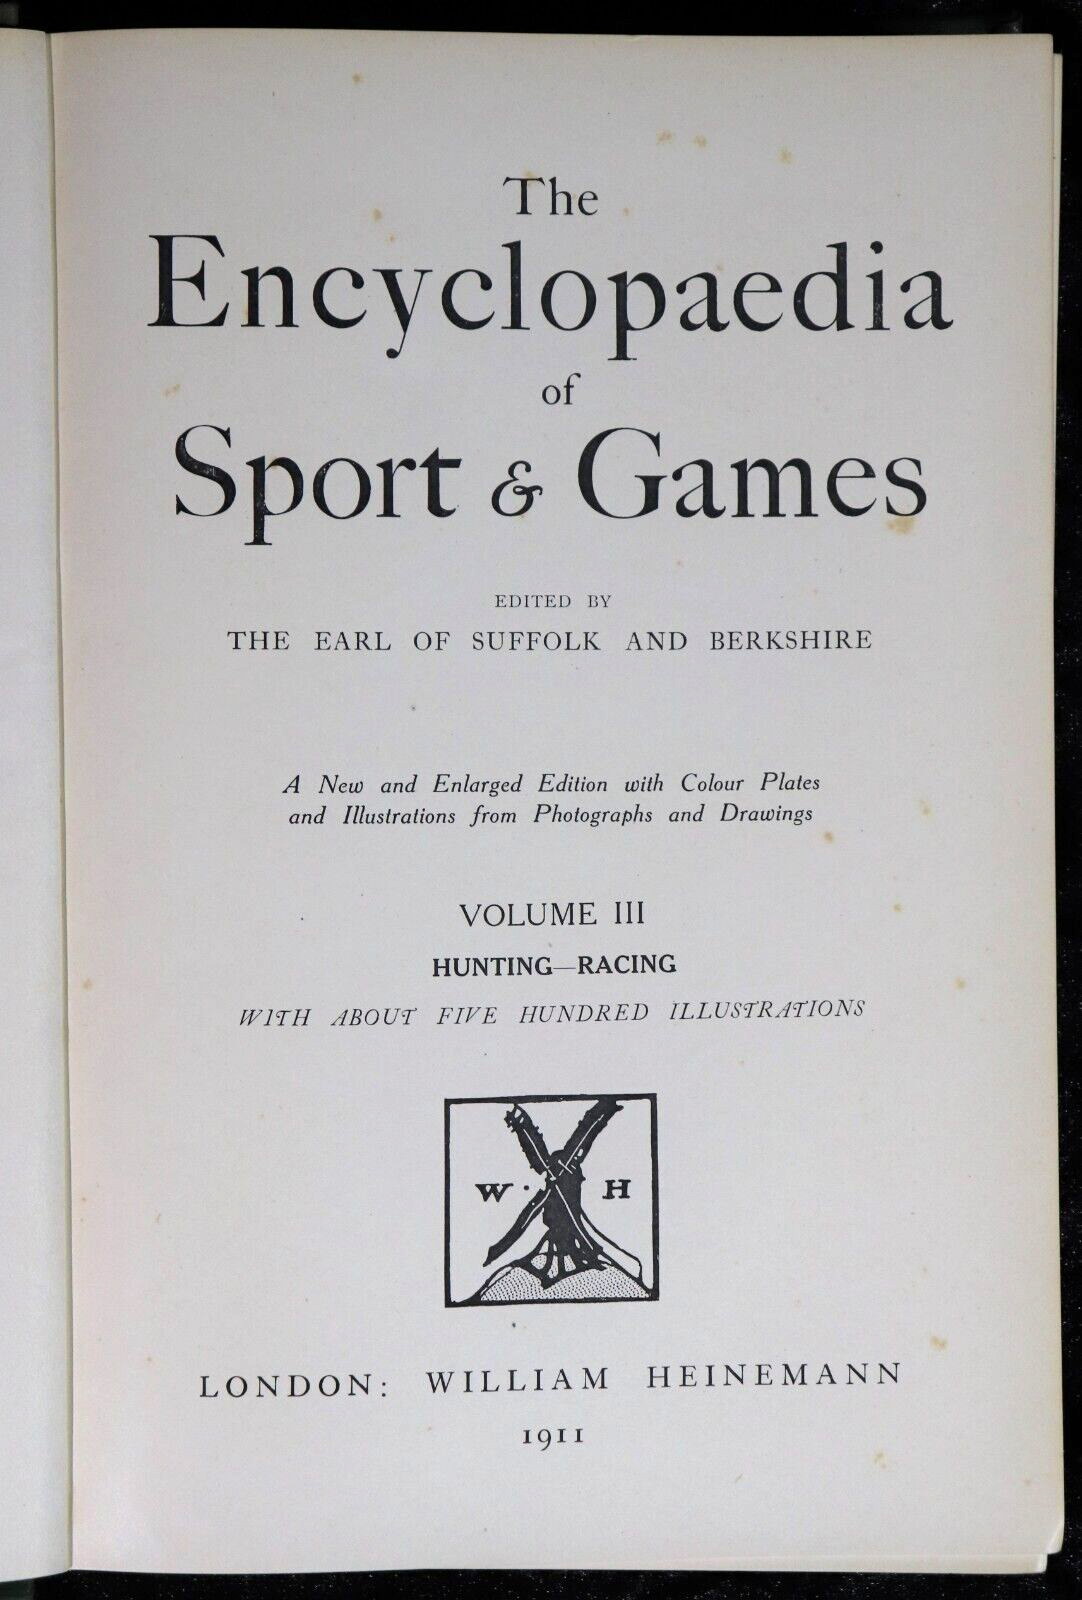 The
Encyclopaedia
of
Sport & Games
EDITED BY
THE EARL OF SUFFOLK AND BERKSHIRE
A New and Enlarged Edition with Colour Plates
and Illustrations from Photographs and Drawings
VOLUME III
HUNTING—RACING
WITH ABOUT FIVE HUNDRED ILLUSTRATIONS
W · H
LONDON: WILLIAM HEINEMANN
1911